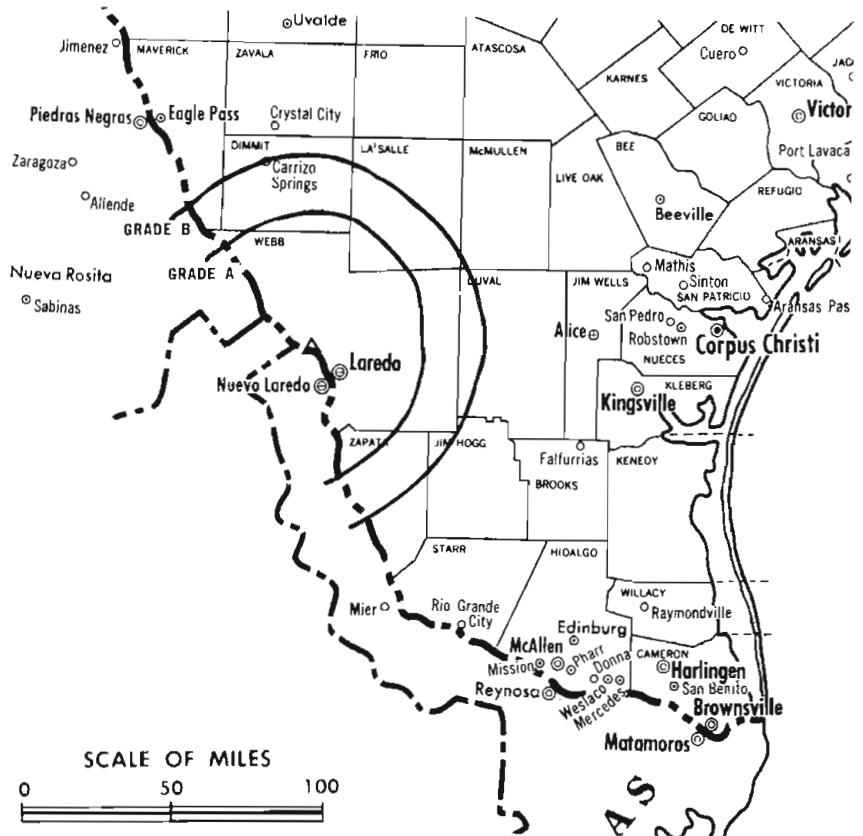 Uvalde
DE WITT
Jimenez
MAVERICK
ZAVALA
FRIO
ATASCOSA
Cuero
KARNES
VICTORIA
Piedras Negras
Eagle Pass
Crystal City
GOLIAD
Victor
DIMMIT
LA SALLE
McMULLEN
BEE
Port Lavaca
Zaragoza
Carrizo
Springs
LIVE OAK
REFUGIO
Allende
Beeville
GRADE B
WEBB
ARANSAS
GRADE A
Mathis
Nueva Rosita
DUVAL
JIM WELLS
Sinton
SAN PATRICIO
Sabinas
Aransas Pas
San Pedro
Alice
Robstown
Corpus Christi
NUECES
Laredo
Nuevo Laredo
KLEBERG
Kingsville
ZAPATA
JIM HOGG
Falfurrias
KENEDY
BROOKS
STARR
HIDALGO
WILLACY
Mier
Rio Grande
City
Raymondville
Edinburg
McAllen
CAMERON
Mission
Pharr
Donna
Harlingen
Reynosa
Weslaco
Mercedes
San Benito
Brownsville
Matamoros
SCALE OF MILES
0 50 100
A S